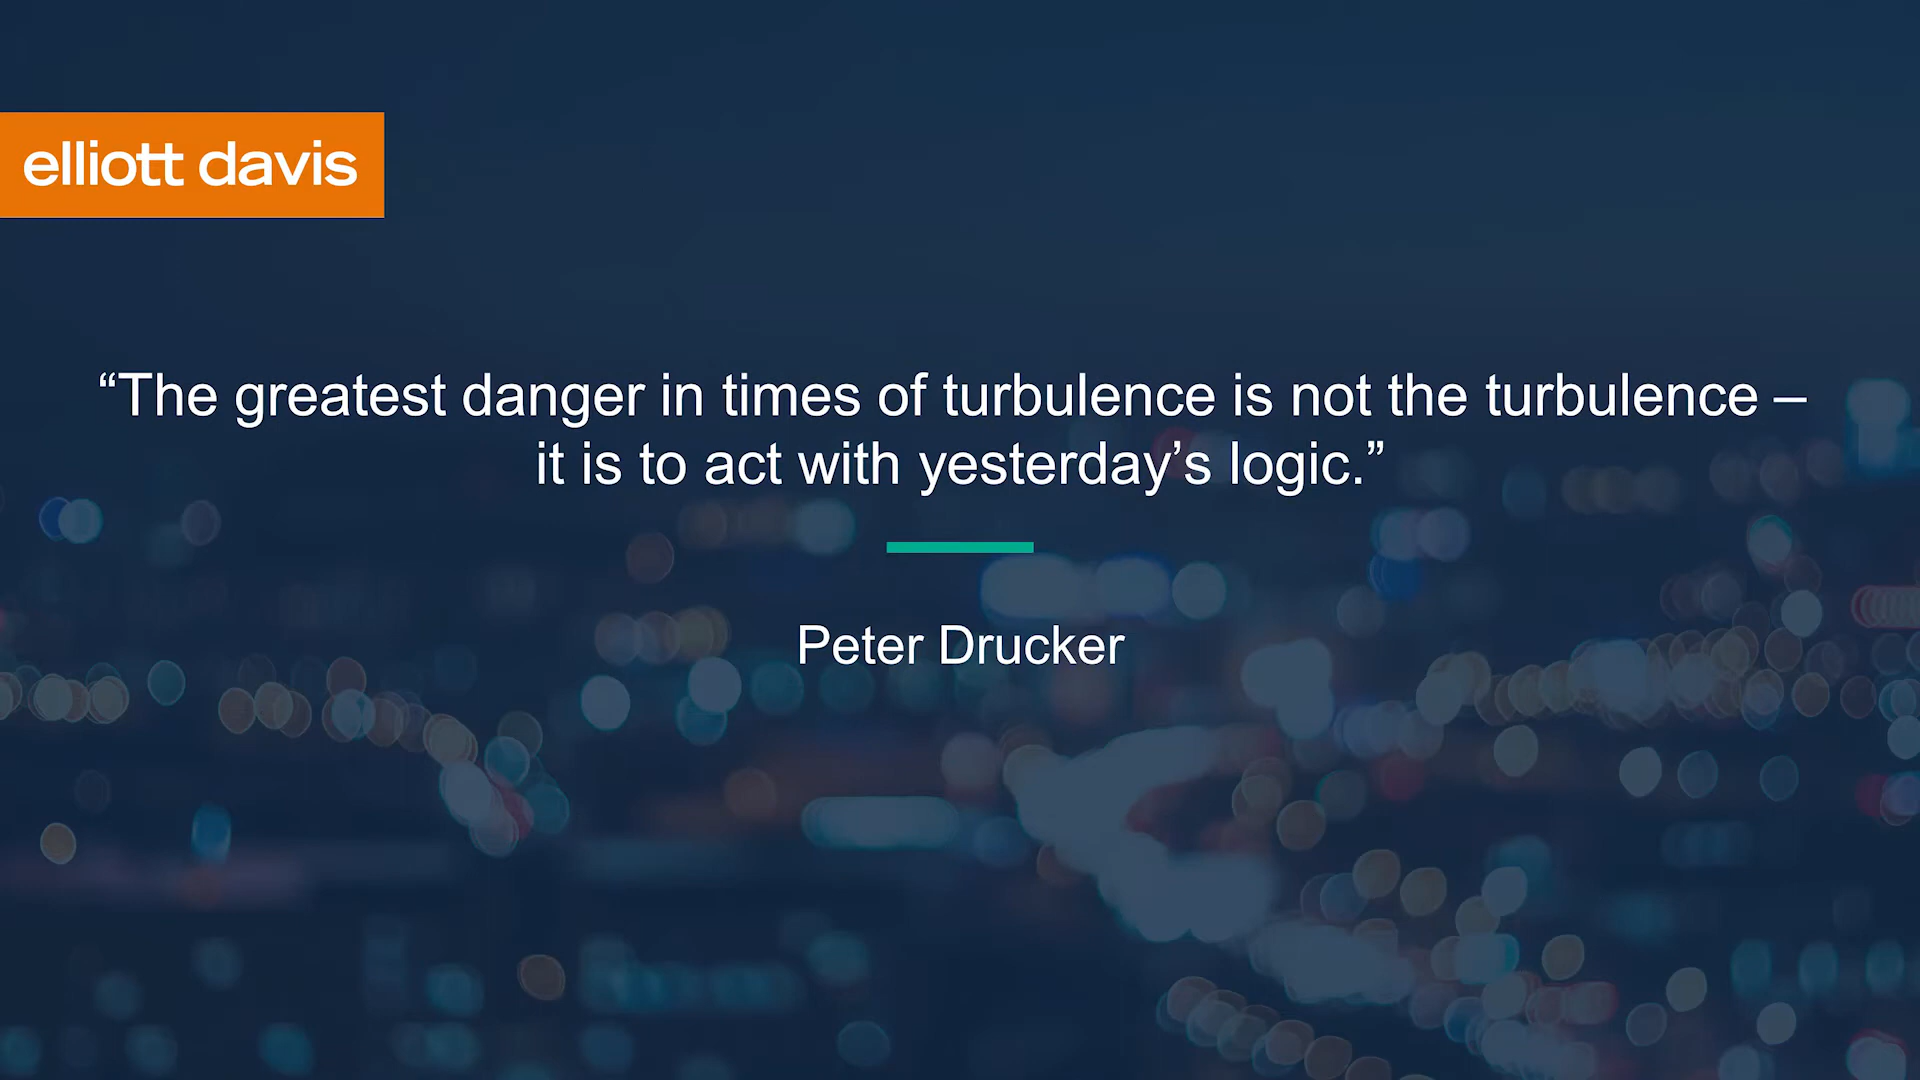 elliott davis
“The greatest danger in times of turbulence is not the turbulence –
it is to act with yesterday’s logic.”
Peter Drucker